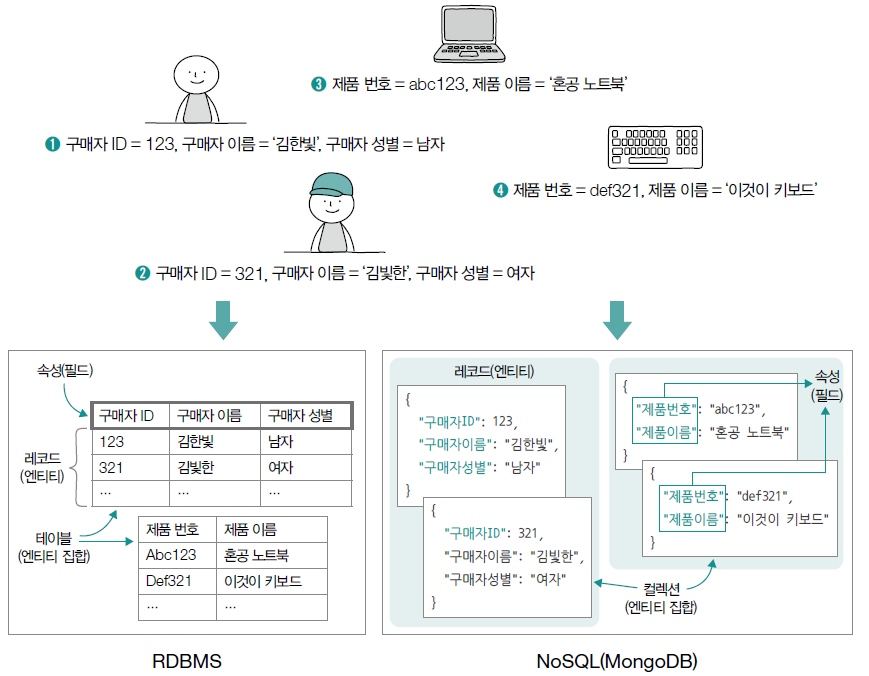 ❸ 제품 번호 = abc123, 제품 이름 = ‘혼공 노트북’
❶ 구매자 ID = 123, 구매자 이름 = ‘김한빛’, 구매자 성별 = 남자
❹ 제품 번호 = def321, 제품 이름 = ‘이것이 키보드’
❷ 구매자 ID = 321, 구매자 이름 = ‘김빛한’, 구매자 성별 = 여자
속성(필드)
구매자 ID 구매자 이름 구매자 성별
123 김한빛 남자
321 김빛한 여자
... ... ...
레코드
(엔티티)
테이블
(엔티티 집합)
제품 번호 제품 이름
Abc123 혼공 노트북
Def321 이것이 키보드
... ...
RDBMS
레코드(엔티티)
{
"구매자ID": 123,
"구매자이름": "김한빛",
"구매자성별": "남자"
}
{
"구매자ID": 321,
"구매자이름": "김빛한",
"구매자성별": "여자"
}
속성
(필드)
{
"제품번호": "abc123",
"제품이름": "혼공 노트북"
}
{
"제품번호": "def321",
"제품이름": "이것이 키보드"
}
컬렉션
(엔티티 집합)
NoSQL(MongoDB)